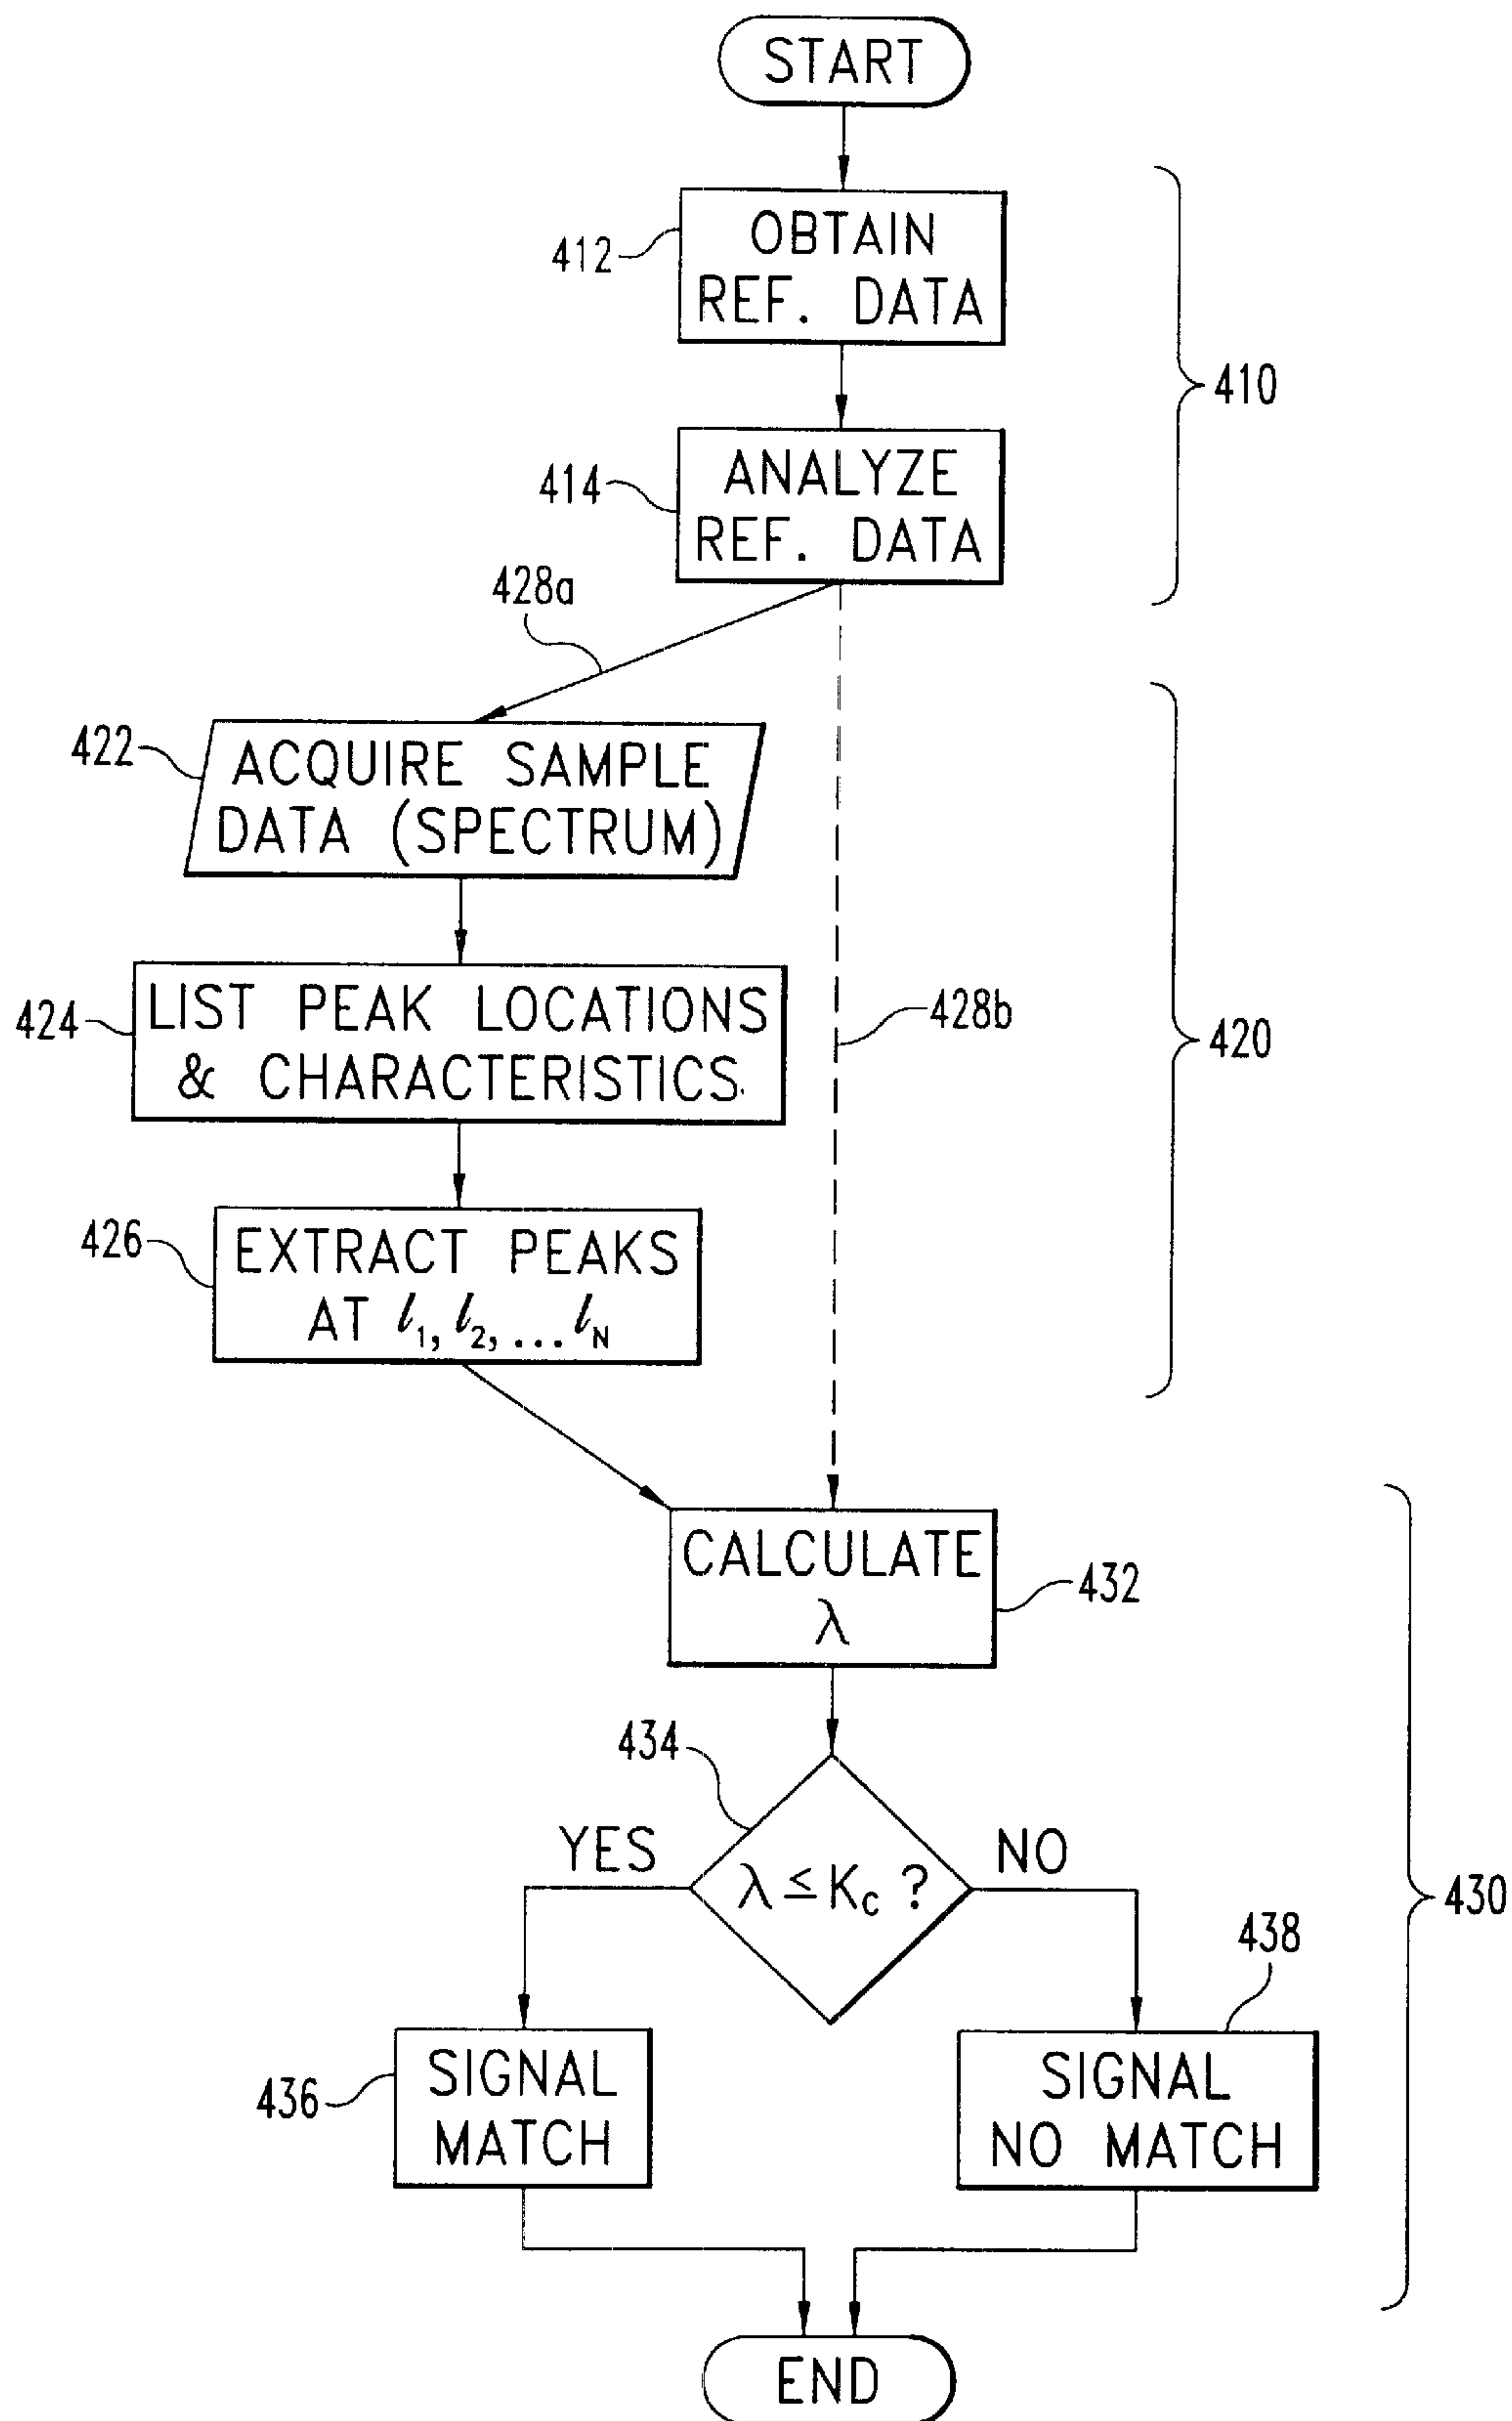 START
412
OBTAIN
REF. DATA
410
414
ANALYZE
REF. DATA
428a
422
ACQUIRE SAMPLE
DATA (SPECTRUM)
424
LIST PEAK LOCATIONS
& CHARACTERISTICS.
428b
420
426
EXTRACT PEAKS
AT l₁, l₂, ... l_N
CALCULATE
λ
432
434
YES
λ ≤ K_C ?
NO
430
438
436
SIGNAL
MATCH
SIGNAL
NO MATCH
END